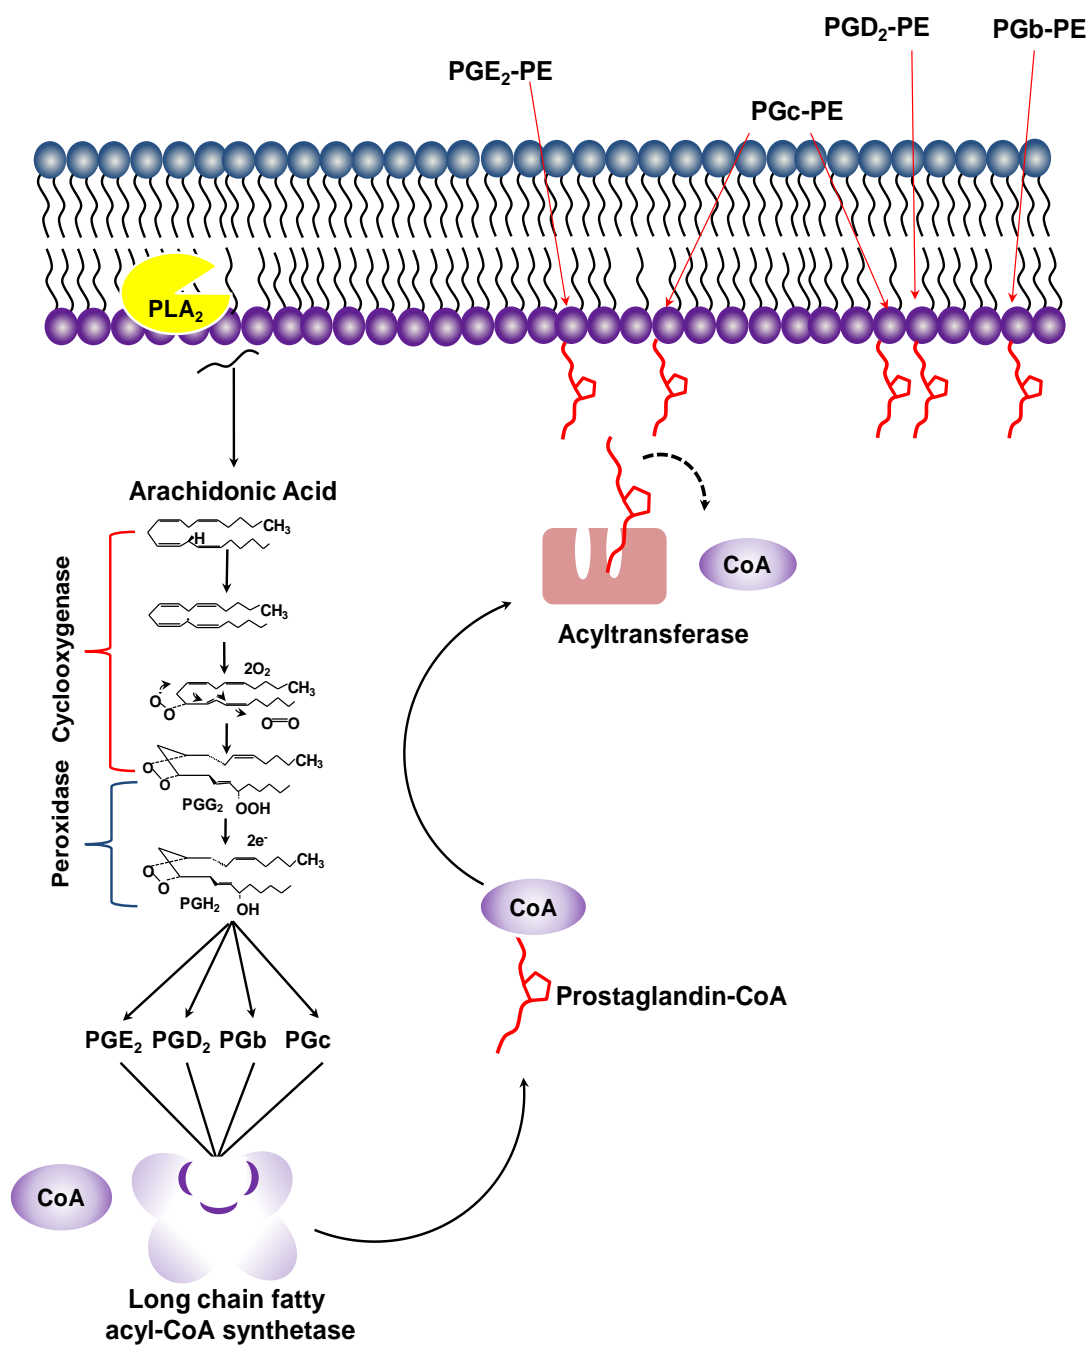 PGD₂-PE
PGb-PE
PGE₂-PE
PGc-PE
PLA₂
Arachidonic Acid
CH₃
H
CH₃
2O₂
CH₃
O
O
O=O
CH₃
O
O
PGG₂
OOH
2e⁻
CH₃
O
O
PGH₂
OH
Cyclooxygenase
Peroxidase
PGE₂ PGD₂ PGb PGc
CoA
Long chain fatty
acyl-CoA synthetase
CoA
Prostaglandin-CoA
CoA
Acyltransferase